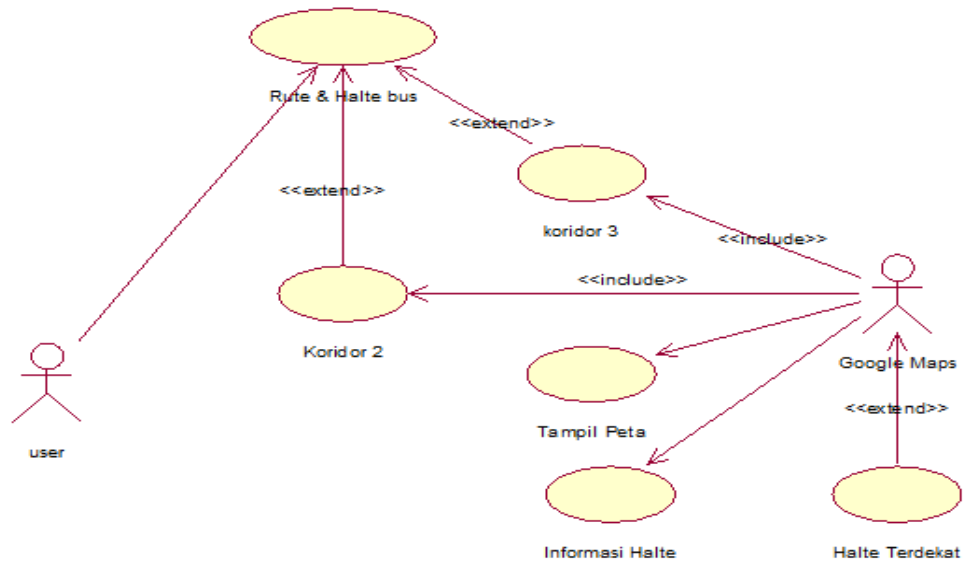 Rute & Halte bus
<<extend>>
<<extend>>
koridor 3
<<include>>
<<include>>
Koridor 2
Google Maps
<<extend>>
Tampil Peta
user
Informasi Halte
Halte Terdekat